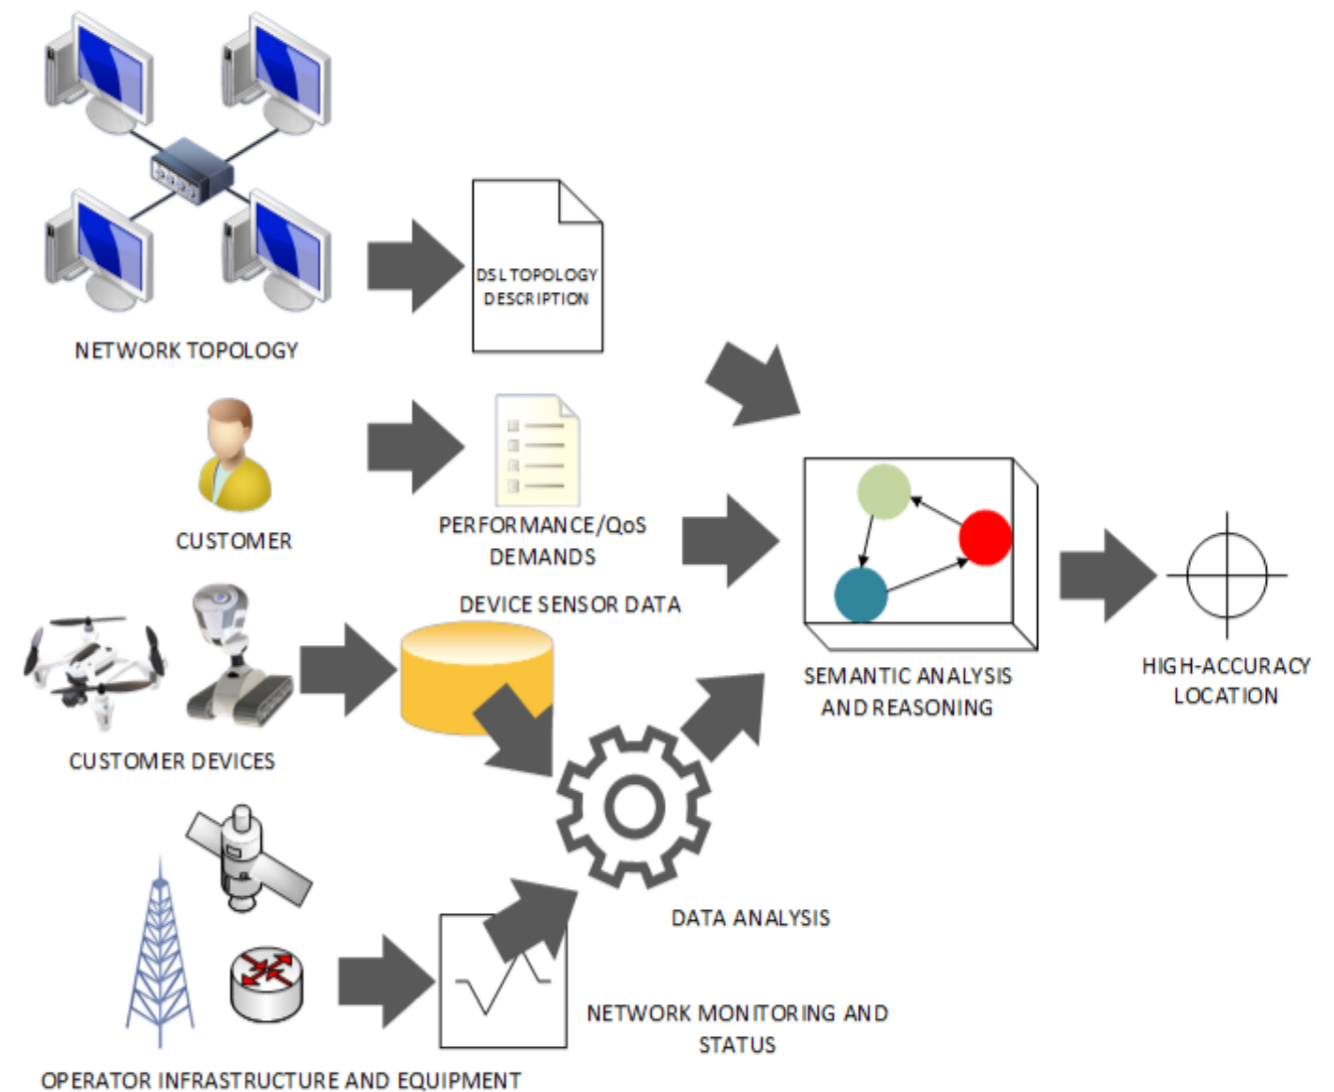 DSL TOPOLOGY
DESCRIPTION
NETWORK TOPOLOGY
CUSTOMER
PERFORMANCE/QoS
DEMANDS
DEVICE SENSOR DATA
CUSTOMER DEVICES
SEMANTIC ANALYSIS
AND REASONING
HIGH-ACCURACY
LOCATION
DATA ANALYSIS
NETWORK MONITORING AND
STATUS
OPERATOR INFRASTRUCTURE AND EQUIPMENT